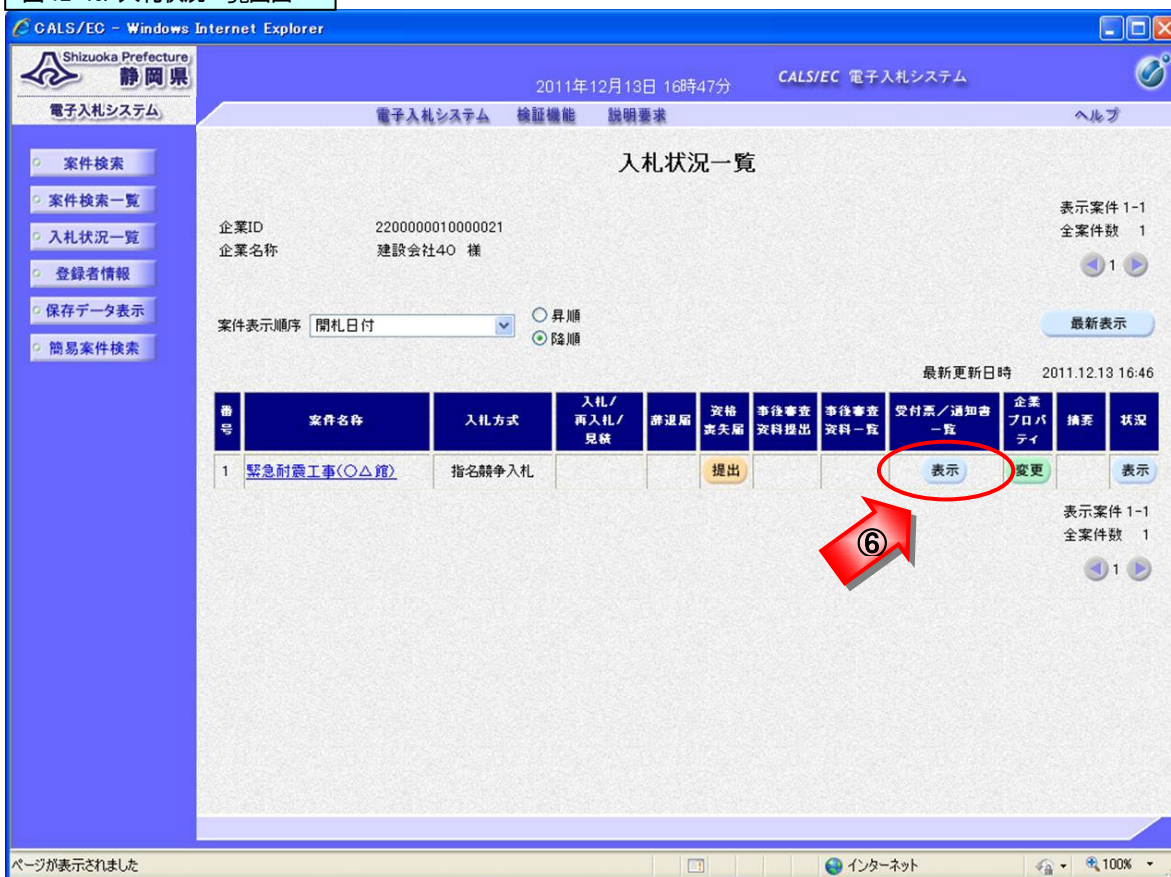 CALS/EC - Windows Internet Explorer
Shizuoka Prefecture
静岡県
電子入札システム
2011年12月13日 16時47分
CALS/EC 電子入札システム
電子入札システム 検証機能 説明要求 ヘルプ
案件検索
案件検索一覧
入札状況一覧
登録者情報
保存データ表示
簡易案件検索
入札状況一覧
企業ID 2200000010000021
企業名称 建設会社40 様
表示案件 1-1
全案件数 1
1
案件表示順序 開札日付
昇順
降順
最新表示
最新更新日時 2011.12.13 16:46
番号 案件名称 入札方式 入札/再入札/見積 辞退届 資格喪失届 事後審査資料提出 事後審査資料一覧 受付票/通知書一覧 企業プロパティ 摘要 状況
1 緊急耐震工事(○△館) 指名競争入札 提出 表示 変更 表示
⑥
表示案件 1-1
全案件数 1
1
ページが表示されました インターネット 100%